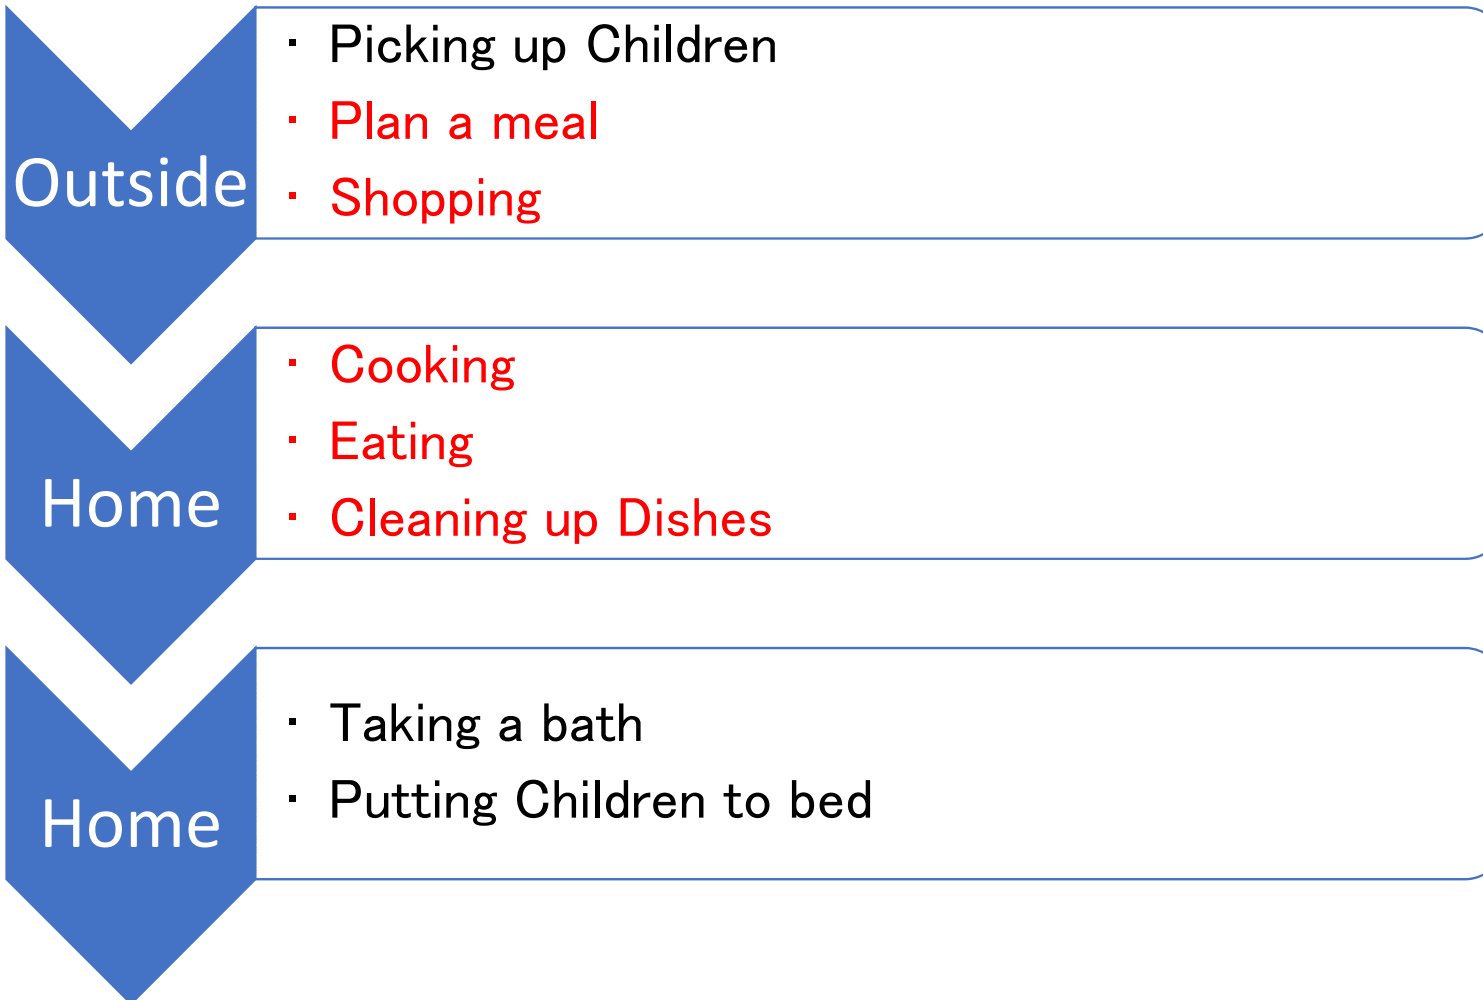 Outside
・ Picking up Children
・ Plan a meal
・ Shopping
Home
・ Cooking
・ Eating
・ Cleaning up Dishes
Home
・ Taking a bath
・ Putting Children to bed